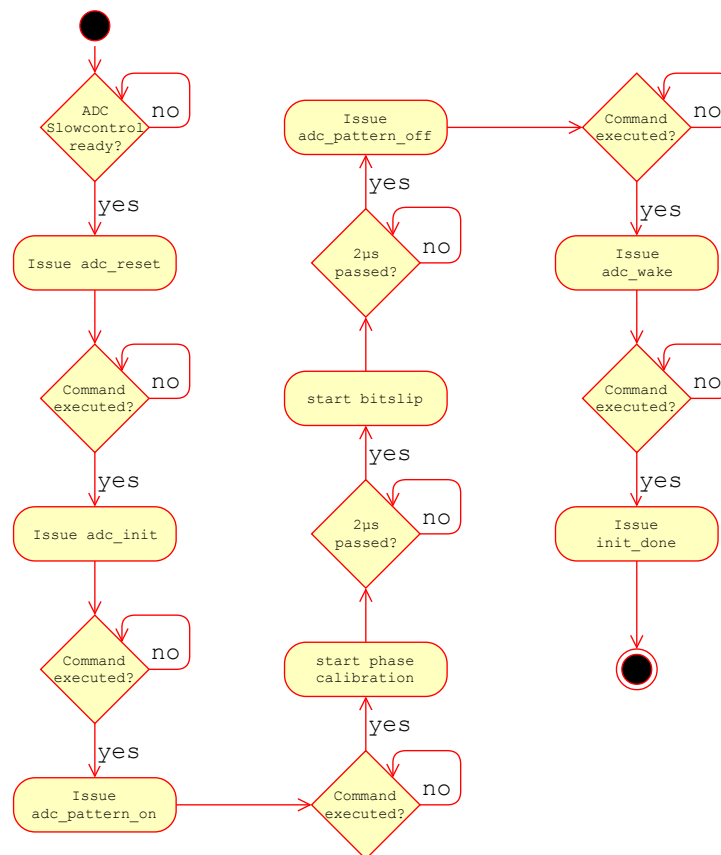 ADC
Slowcontrol
ready?
no
yes
Issue adc_reset
Command
executed?
no
yes
Issue adc_init
Command
executed?
no
yes
Issue
adc_pattern_on
Command
executed?
no
yes
start phase
calibration
2µs
passed?
no
yes
start bitslip
2µs
passed?
no
yes
Issue
adc_pattern_off
Command
executed?
no
yes
Issue
adc_wake
Command
executed?
no
yes
Issue
init_done